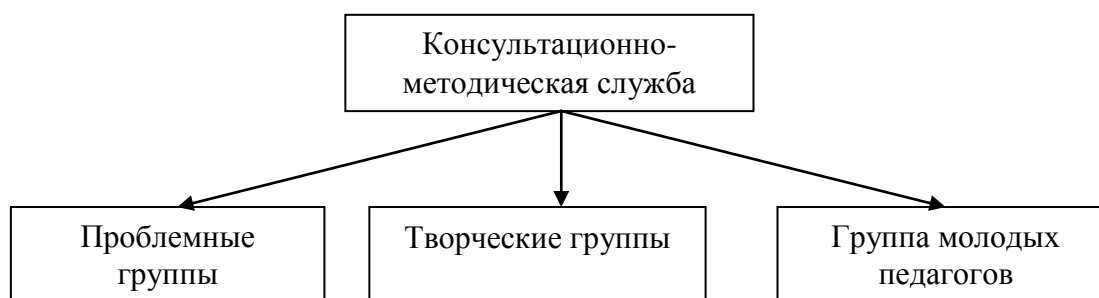 Консультационно-
методическая служба
Проблемные
группы
Творческие группы
Группа молодых
педагогов